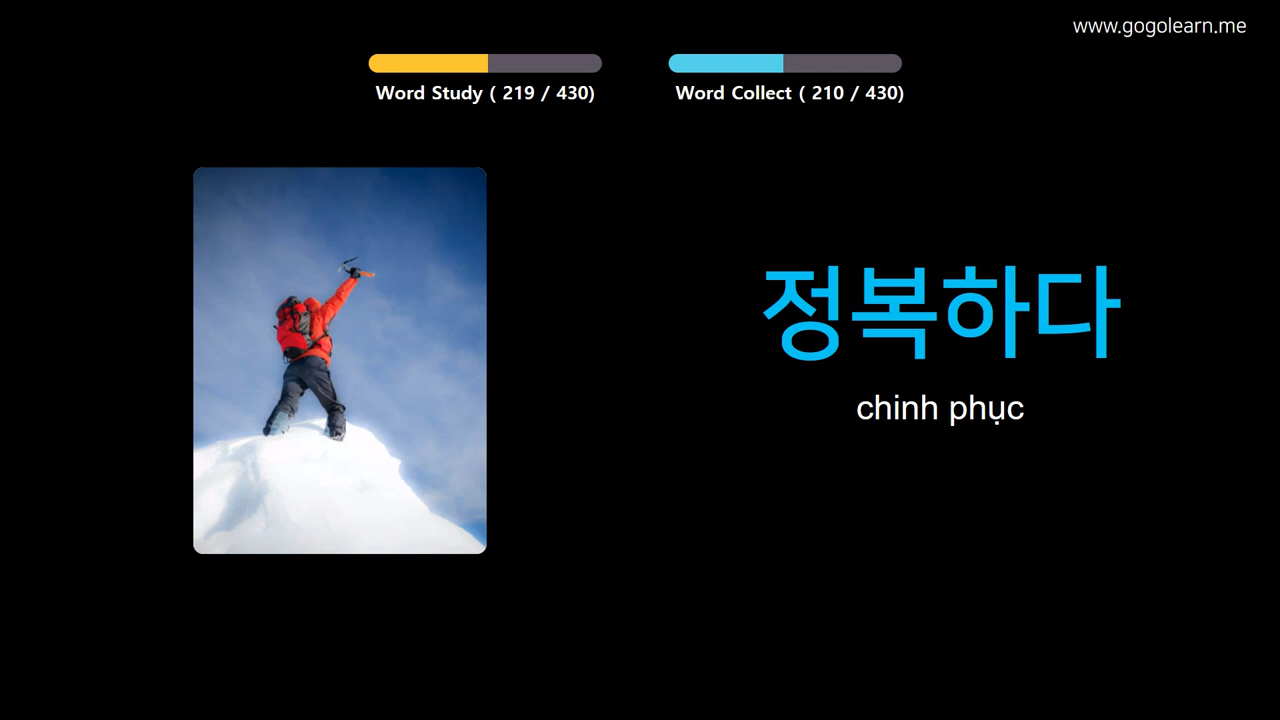 www.gogolearn.me
Word Study ( 219 / 430)
Word Collect ( 210 / 430)
정복하다
chinh phục